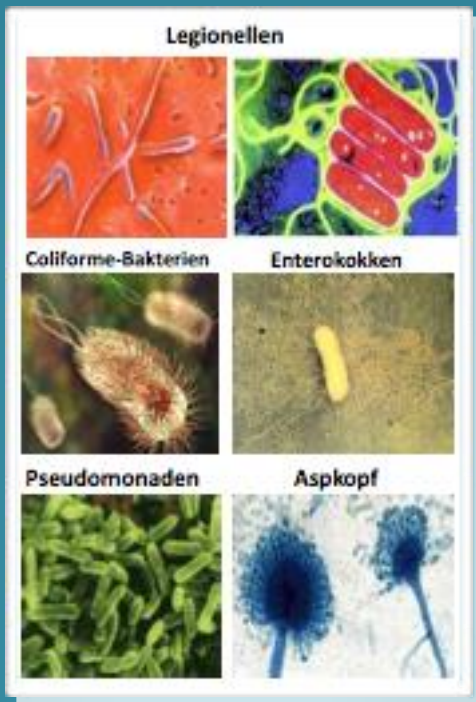 Legionellen
Coliforme-Bakterien
Enterokokken
Pseudomonaden
Aspkopf